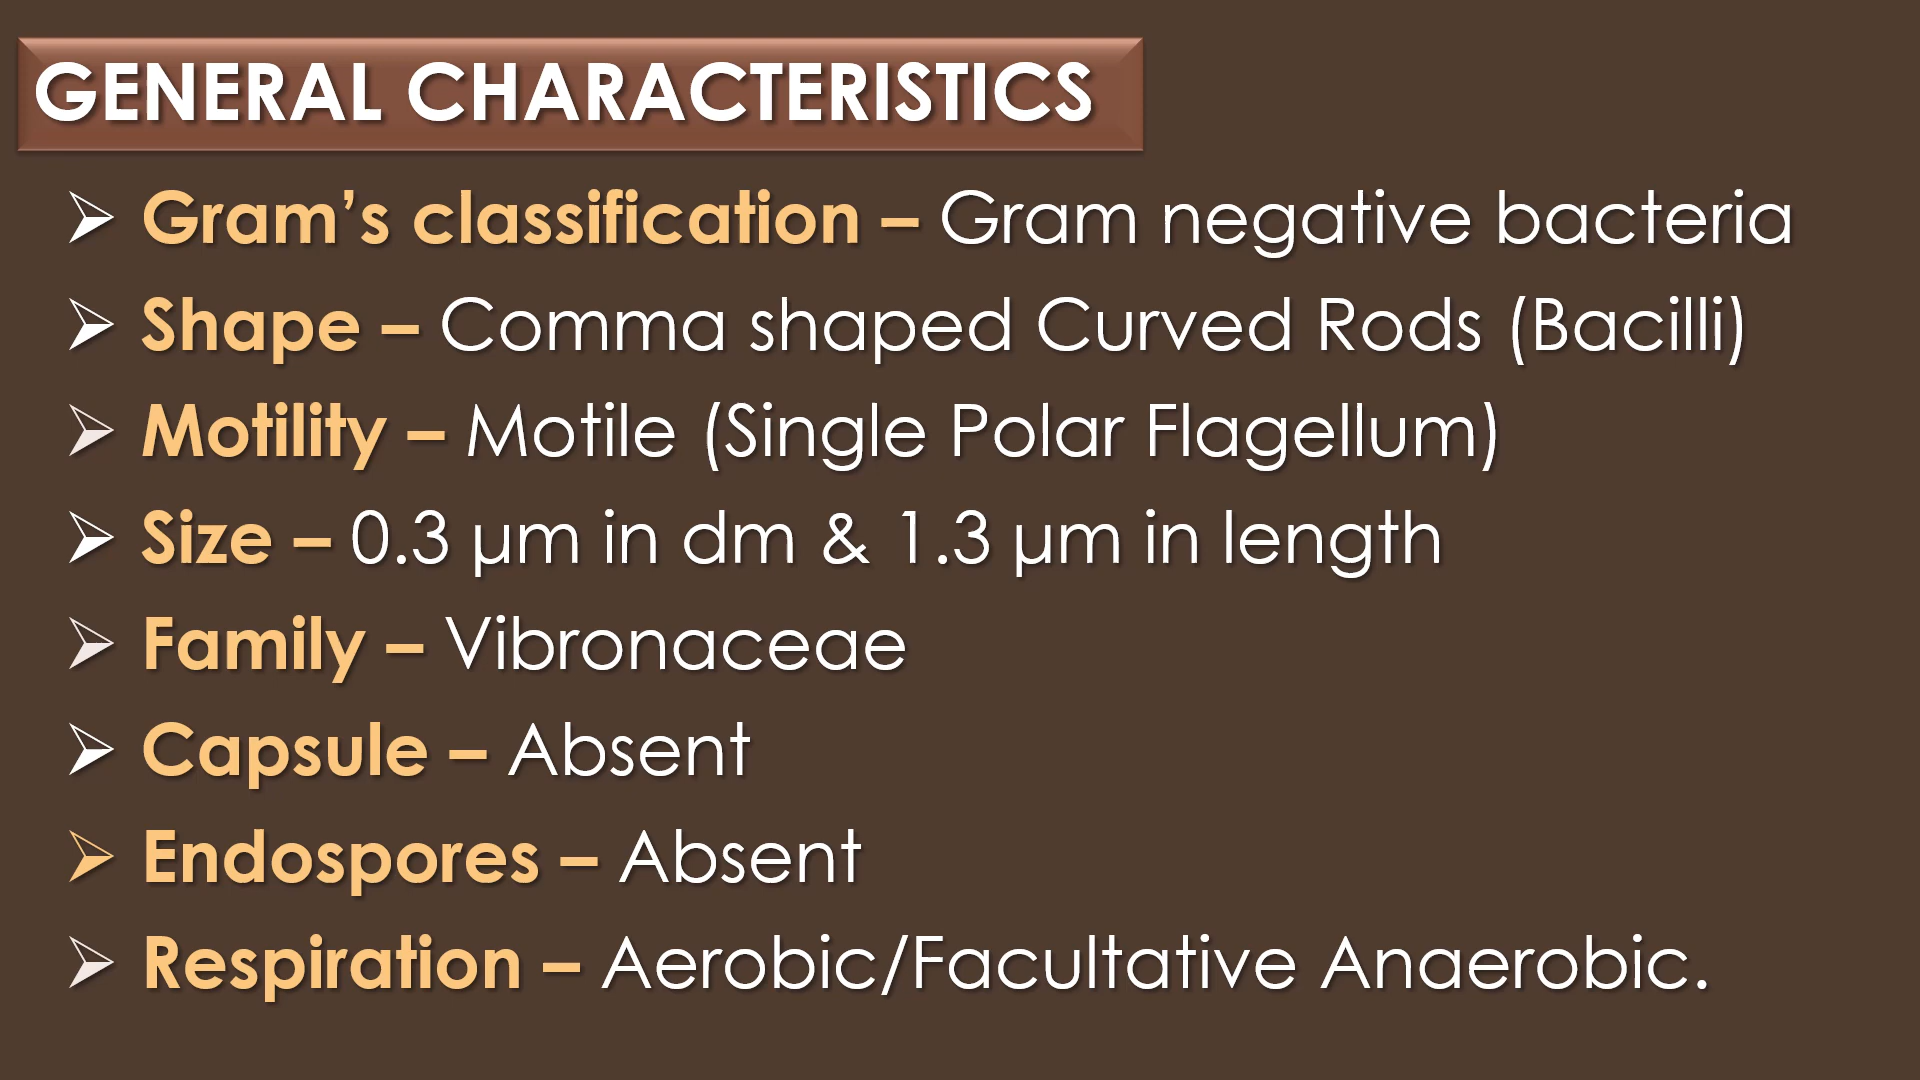 GENERAL CHARACTERISTICS
➢ Gram’s classification – Gram negative bacteria
➢ Shape – Comma shaped Curved Rods (Bacilli)
➢ Motility – Motile (Single Polar Flagellum)
➢ Size – 0.3 µm in dm & 1.3 µm in length
➢ Family – Vibronaceae
➢ Capsule – Absent
➢ Endospores – Absent
➢ Respiration – Aerobic/Facultative Anaerobic.